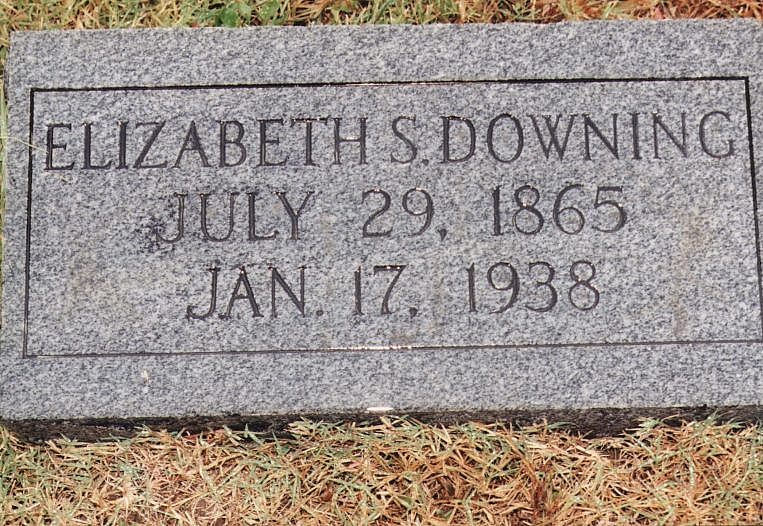 ELIZABETH S. DOWNING
JULY 29, 1865
JAN. 17, 1938